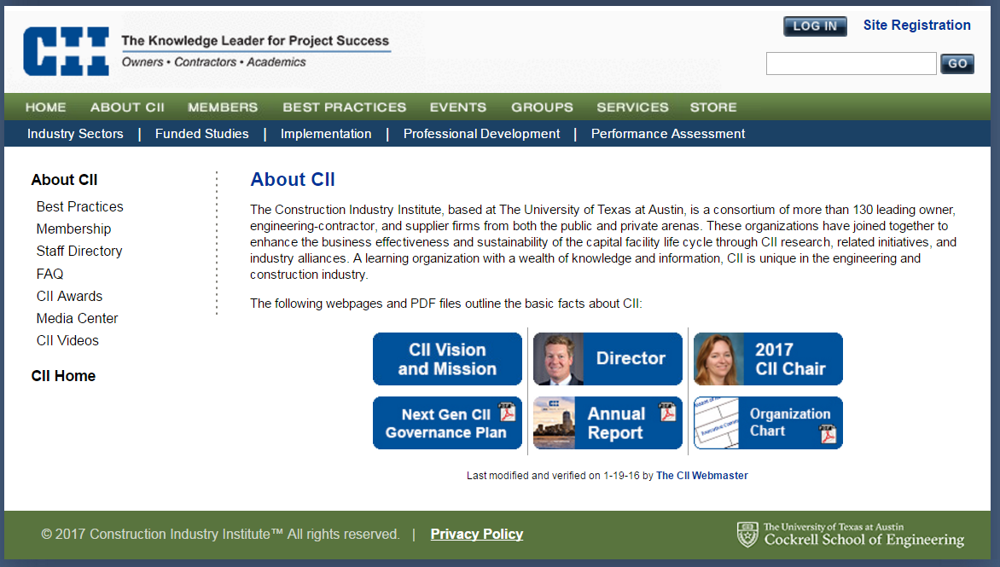 CII
The Knowledge Leader for Project Success
Owners • Contractors • Academics
LOG IN
Site Registration
GO
HOME ABOUT CII MEMBERS BEST PRACTICES EVENTS GROUPS SERVICES STORE
Industry Sectors | Funded Studies | Implementation | Professional Development | Performance Assessment
About CII
Best Practices
Membership
Staff Directory
FAQ
CII Awards
Media Center
CII Videos
CII Home
About CII
The Construction Industry Institute, based at The University of Texas at Austin, is a consortium of more than 130 leading owner,
engineering-contractor, and supplier firms from both the public and private arenas. These organizations have joined together to
enhance the business effectiveness and sustainability of the capital facility life cycle through CII research, related initiatives, and
industry alliances. A learning organization with a wealth of knowledge and information, CII is unique in the engineering and
construction industry.
The following webpages and PDF files outline the basic facts about CII:
CII Vision
and Mission
Director
2017
CII Chair
Next Gen CII
Governance Plan
Annual
Report
Organization
Chart
Last modified and verified on 1-19-16 by The CII Webmaster
© 2017 Construction Industry Institute™ All rights reserved. | Privacy Policy
The University of Texas at Austin
Cockrell School of Engineering